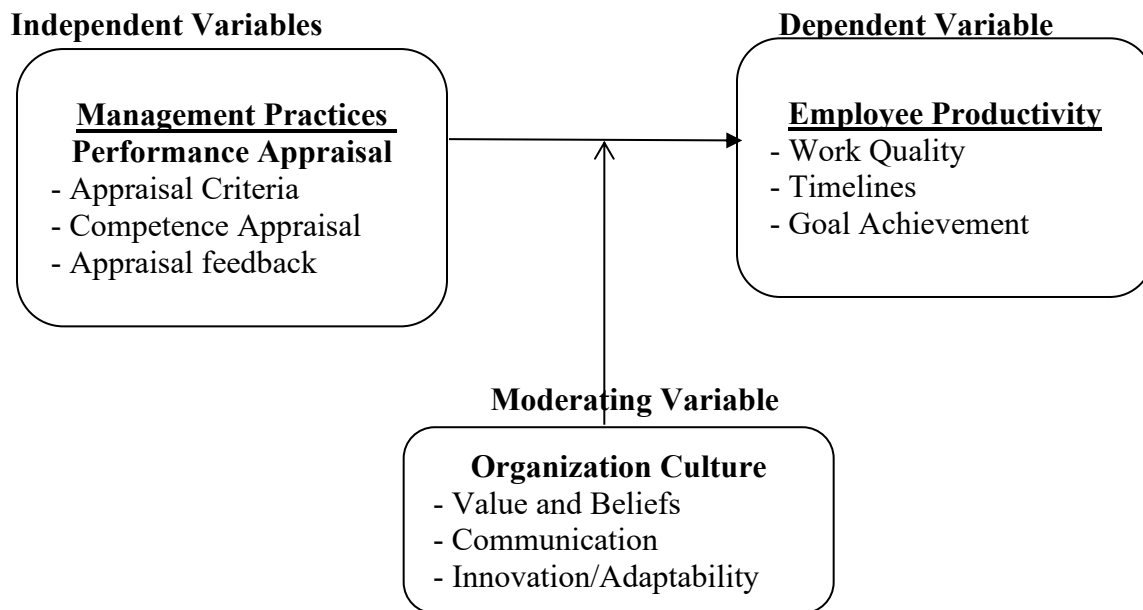 Independent Variables
Dependent Variable
Management Practices
Performance Appraisal
- Appraisal Criteria
- Competence Appraisal
- Appraisal feedback
Employee Productivity
- Work Quality
- Timelines
- Goal Achievement
Moderating Variable
Organization Culture
- Value and Beliefs
- Communication
- Innovation/Adaptability